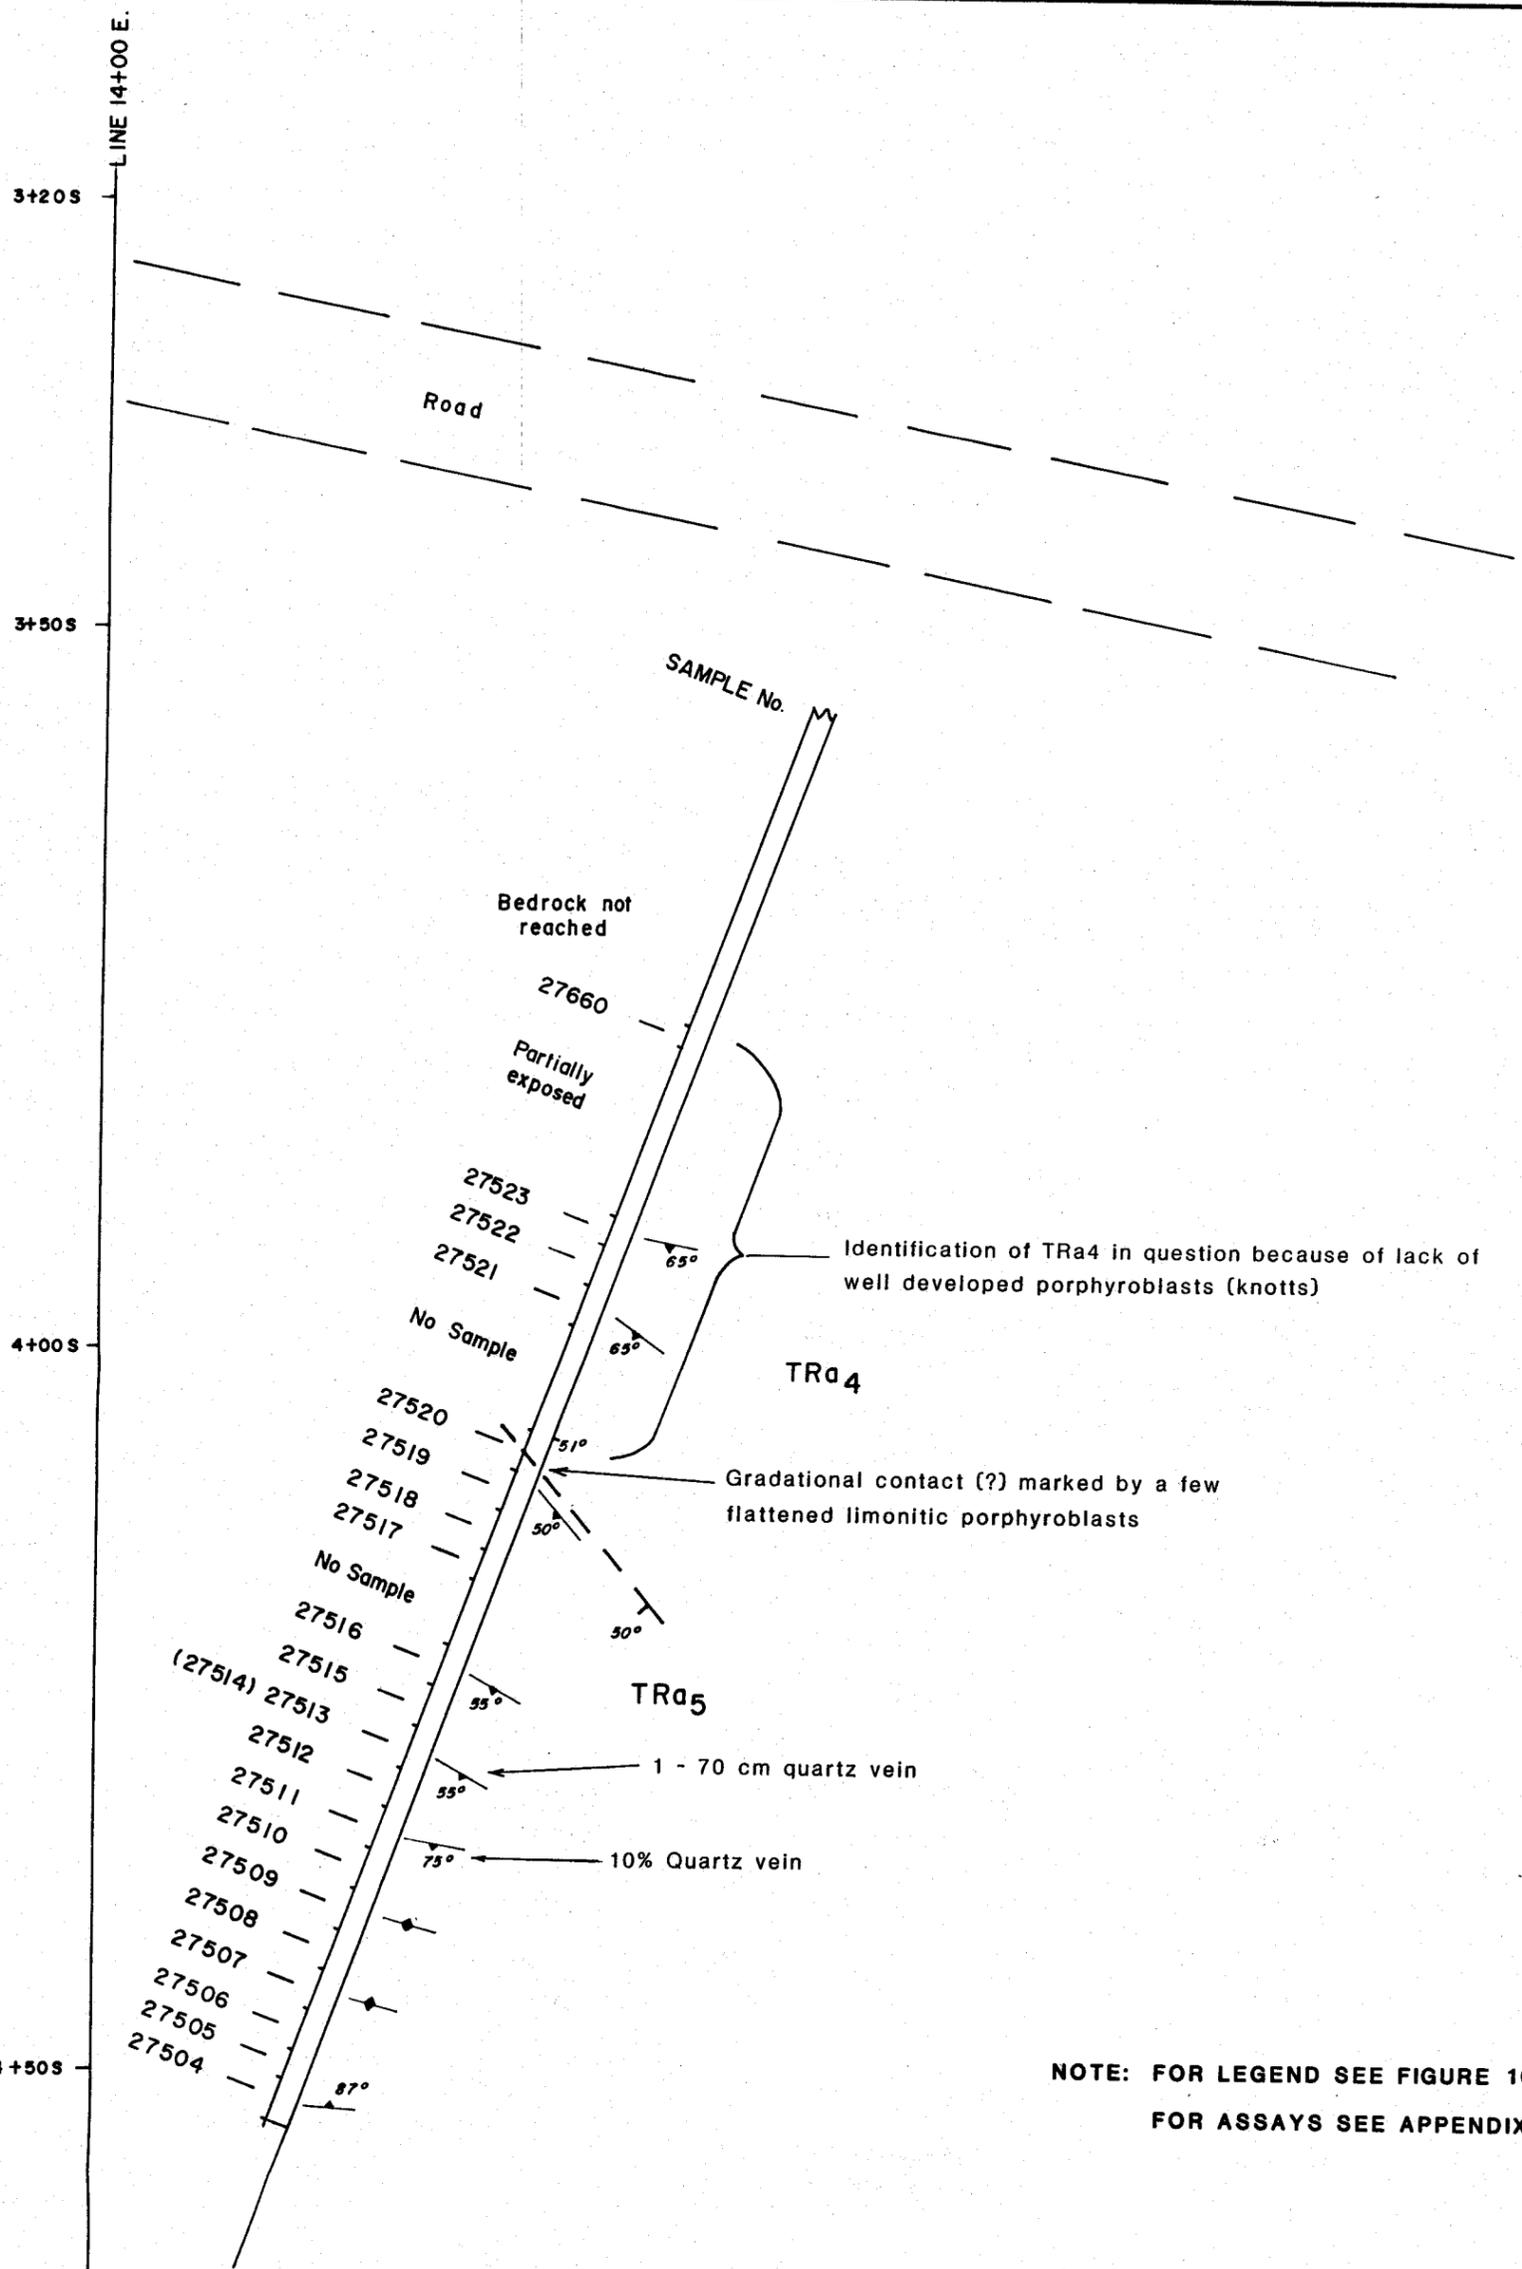 LINE 14+00 E.
3+20S
Road
3+50S
SAMPLE No.
Bedrock not
reached
27660
Partially
exposed
27523
27522
65°
27521
Identification of TRa4 in question because of lack of
well developed porphyroblasts (knotts)
No Sample
65°
4+00S
TRa4
27520
51°
27519
Gradational contact (?) marked by a few
flattened limonitic porphyroblasts
27518
27517
50°
No Sample
27516
50°
27515
(27514) 27513
55°
TRa5
27512
1 - 70 cm quartz vein
27511
55°
27510
10% Quartz vein
75°
27509
27508
27507
27506
27505
27504
+50S
87°
NOTE: FOR LEGEND SEE FIGURE
FOR ASSAYS SEE APPENDIX